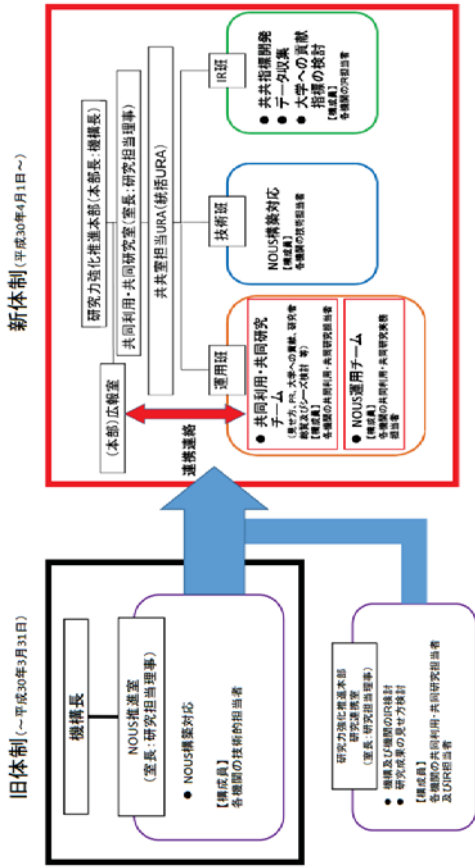 旧体制(~平成30年3月31日)
機構長
NOUS推進室
(室長:研究担当理事)
● NOUS構築対応
【構成員】
各機関の技術的担当者
研究力強化推進本部
研究連携室
(室長:研究担当理事)
● 機構及び機関のIR検討
● 研究成果の見せ方検討
【構成員】
各機関の共同利用・共同研究担当者
及びIR担当者
新体制(平成30年4月1日~)
研究力強化推進本部(本部長:機構長)
(本部)広報室
共同利用・共同研究室(室長:研究担当理事)
共共室担当URA(統括URA)
連携連絡
運用班
● 共同利用・共同研究
チーム
(見せ方、PR、大学への貢献、研究者
融資及びシーズ検討 等)
【構成員】
各機関の共同利用・共同研究担当者
● NOUS運用チーム
【構成員】
各機関の共同利用・共同研究実務
担当者
技術班
NOUS構築対応
【構成員】
各機関の技術担当者
IR班
● 共共指標開発
● データ収集
● 大学への貢献
指標の検討
【構成員】
各機関のIR担当者